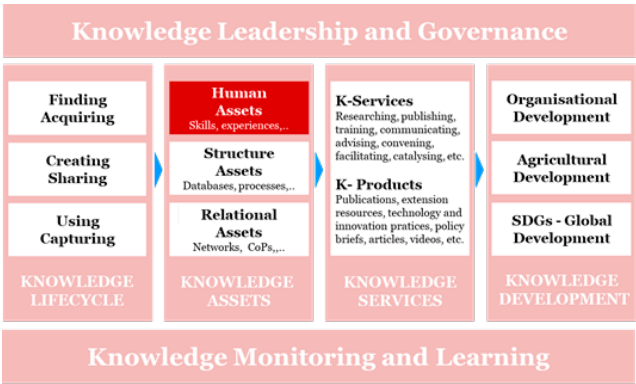 Knowledge Leadership and Governance
Finding
Acquiring
Creating
Sharing
Using
Capturing
KNOWLEDGE
LIFECYCLE
Human
Assets
Skills, experiences,..
Structure
Assets
Databases, processes,..
Relational
Assets
Networks, CoPs,,..
KNOWLEDGE
ASSETS
K-Services
Researching, publishing,
training, communicating,
advising, convening,
facilitating, catalysing, etc.
K- Products
Publications, extension
resources, technology and
innovation pratices, policy
briefs, articles, videos, etc.
KNOWLEDGE
SERVICES
Organisational
Development
Agricultural
Development
SDGs - Global
Development
KNOWLEDGE
DEVELOPMENT
Knowledge Monitoring and Learning